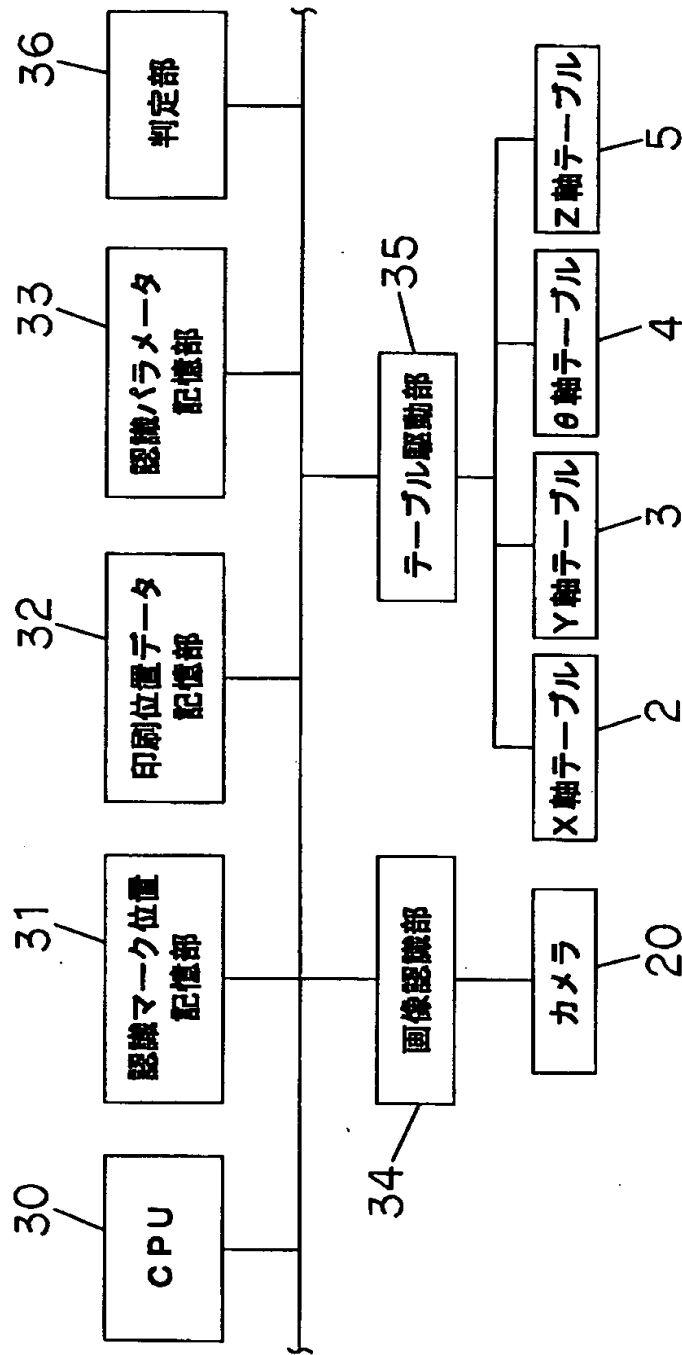 30
CPU
31
認識マーク位置
記憶部
32
印刷位置データ
記憶部
33
認識パラメータ
記憶部
36
判定部
34
画像認識部
35
テーブル駆動部
カメラ
20
X軸テーブル
2
Y軸テーブル
3
θ軸テーブル
4
Z軸テーブル
5